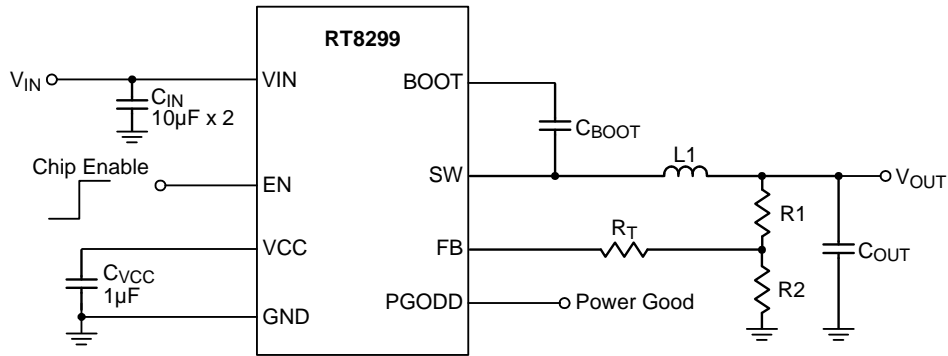 RT8299
VIN
VIN
CIN
10μF x 2
BOOT
CBOOT
Chip Enable
EN
SW
L1
VOUT
R1
VCC
FB
RT
COUT
CVCC
1μF
R2
PGODD
Power Good
GND